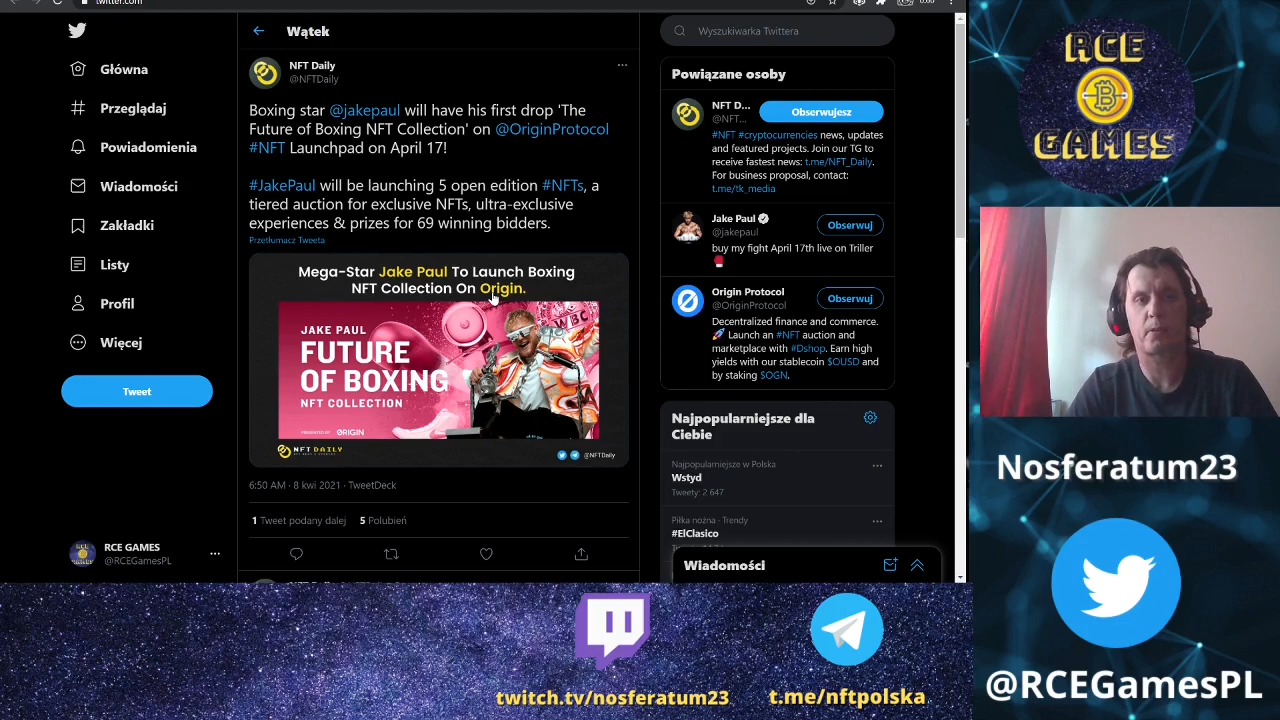 twitter.com
Główna
Przeglądaj
Powiadomienia
Wiadomości
Zakładki
Listy
Profil
Więcej
Tweet
RCE GAMES
@RCEGamesPL
Wątek
NFT Daily
@NFTDaily
Boxing star @jakepaul will have his first drop 'The
Future of Boxing NFT Collection' on @OriginProtocol
#NFT Launchpad on April 17!
#JakePaul will be launching 5 open edition #NFTs, a
tiered auction for exclusive NFTs, ultra-exclusive
experiences & prizes for 69 winning bidders.
Przetłumacz Tweeta
Mega-Star Jake Paul To Launch Boxing
NFT Collection On Origin.
JAKE PAUL
FUTURE
OF BOXING
NFT COLLECTION
PRESENTED BY ORIGIN
WBC
NFT DAILY
@NFTDaily
6:50 AM · 8 kwi 2021 · TweetDeck
1 Tweet podany dalej 5 Polubień
Wyszukiwarka Twittera
Powiązane osoby
NFT D...
@NFT...
Obserwujesz
#NFT #cryptocurrencies news, updates
and featured projects. Join our TG to
receive fastest news: t.me/NFT_Daily.
For business proposal, contact:
t.me/tk_media
Jake Paul
@jakepaul
Obserwuj
buy my fight April 17th live on Triller
Origin Protocol
@OriginProtocol
Obserwuj
Decentralized finance and commerce.
Launch an #NFT auction and
marketplace with #Dshop. Earn high
yields with our stablecoin $OUSD and
by staking $OGN.
Najpopularniejsze dla
Ciebie
Najpopularniejsze w Polska
Wstyd
Tweety: 2 647
Piłka nożna · Trendy
#ElClasico
Wiadomości
RCE
GAMES
Nosferatum23
@RCEGamesPL
twitch.tv/nosferatum23
t.me/nftpolska